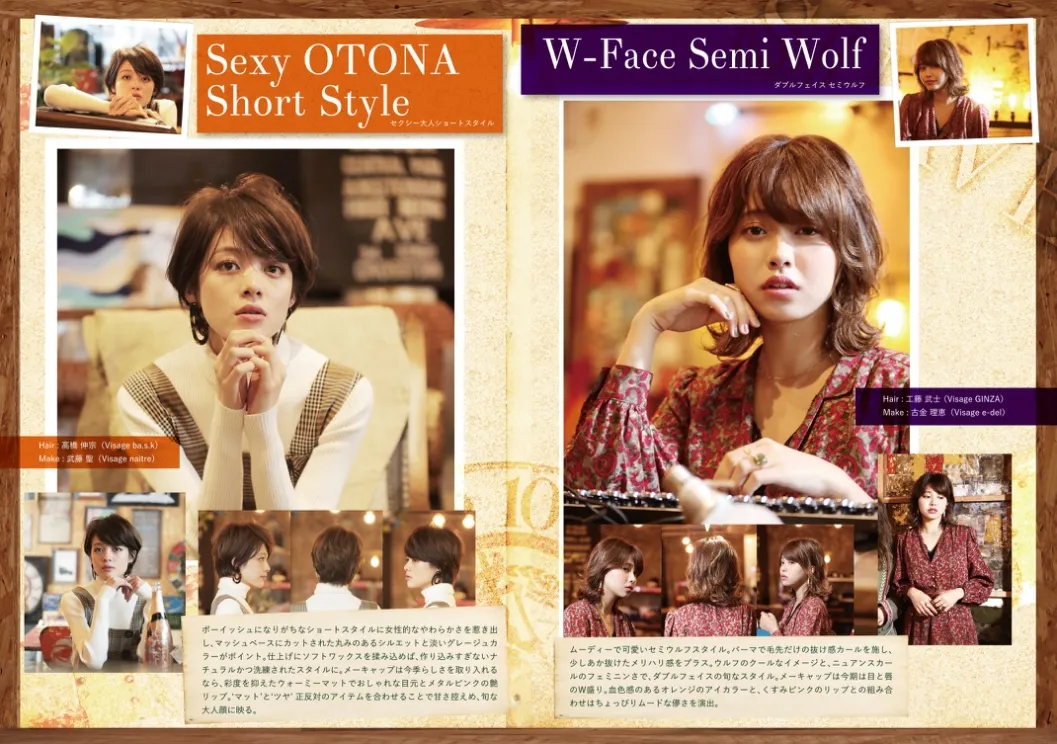 Sexy OTONA
Short Style
セクシー大人ショートスタイル
Hair : 高橋 伸宗（Visage ba.s.k）
Make : 武藤 聖（Visage naitre）
ボーイッシュになりがちなショートスタイルに女性的なやわらかさを惹き出
し、マッシュベースにカットされた丸みのあるシルエットと淡いグレージュカ
ラーがポイント。仕上げにソフトワックスを揉み込めば、作り込みすぎないナ
チュラルかつ洗練されたスタイルに。メーキャップは今季らしさを取り入れる
なら、彩度を抑えたウォーミーマットでおしゃれな目元とメタルピンクの艶
リップ。'マット'と'ツヤ' 正反対のアイテムを合わせることで甘さ控えめ、旬な
大人顔に映る。
W-Face Semi Wolf
ダブルフェイス セミウルフ
Hair : 工藤 武士（Visage GINZA）
Make : 古金 理恵（Visage e-del）
ムーディーで可愛いセミウルフスタイル。パーマで毛先だけの抜け感カールを施し、
少しあか抜けたメリハリ感をプラス。ウルフのクールなイメージと、ニュアンスカー
ルのフェミニンさで、ダブルフェイスの旬なスタイル。メーキャップは今期は目と唇
のW盛り。血色感のあるオレンジのアイカラーと、くすみピンクのリップとの組み合
わせはちょっぴりムードな儚さを演出。
10